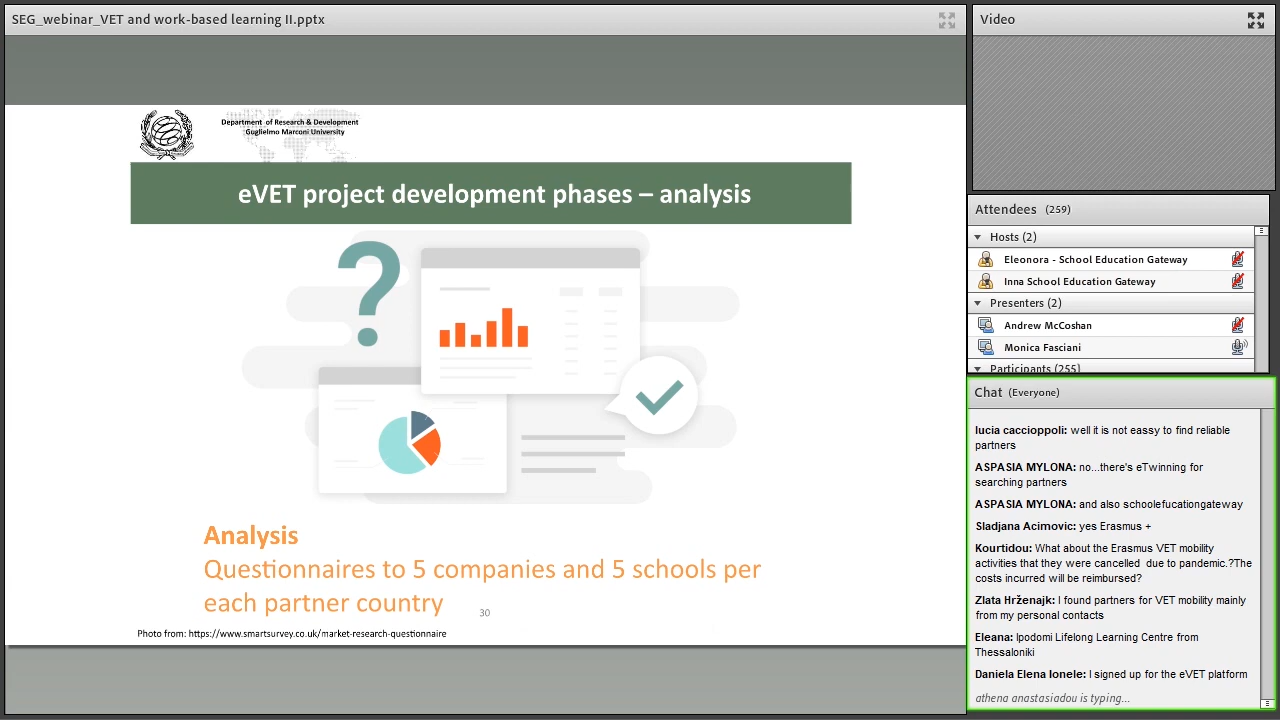 SEG_webinar_VET and work-based learning II.pptx
Department of Research & Development
Guglielmo Marconi University
eVET project development phases – analysis
?
Analysis
Questionnaires to 5 companies and 5 schools per
each partner country
30
Photo from: https://www.smartsurvey.co.uk/market-research-questionnaire
Video
Attendees (259)
Hosts (2)
Eleonora - School Education Gateway
Inna School Education Gateway
Presenters (2)
Andrew McCoshan
Monica Fasciani
Participants (255)
Chat (Everyone)
lucia caccioppoli: well it is not eassy to find reliable
partners
ASPASIA MYLONA: no...there's eTwinning for
searching partners
ASPASIA MYLONA: and also schoolefucationgateway
Sladjana Acimovic: yes Erasmus +
Kourtidou: What about the Erasmus VET mobility
activities that they were cancelled due to pandemic.?The
costs incurred will be reimbursed?
Zlata Hrženajk: I found partners for VET mobility mainly
from my personal contacts
Eleana: Ipodomi Lifelong Learning Centre from
Thessaloniki
Daniela Elena Ionele: I signed up for the eVET platform
athena anastasiadou is typing...